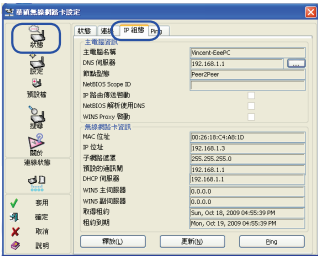 華碩無線網路卡設定
狀態
設定
預設檔
搜尋
關於
連線狀態
套用
確定
取消
說明
狀態 連線 IP 組態 Ping
主電腦資訊
主電腦名稱 Vincent-EeePC
DNS 伺服器 192.168.1.1 ...
節點型態 Peer2Peer
NetBIOS Scope ID
IP 路由傳送啟動
NetBIOS 解析使用DNS
WINS Proxy 啟動
無線網路卡資訊
MAC 位址 00:26:18:C4:A8:1D
IP 位址 192.168.1.3
子網路遮罩 255.255.255.0
預設的通訊閘 192.168.1.1
DHCP 伺服器 192.168.1.1
WINS 主伺服器 0.0.0.0
WINS 副伺服器 0.0.0.0
取得租約 Sun, Oct 18, 2009 04:55:39 PM
租約到期 Mon, Oct 19, 2009 04:55:39 PM
釋放(L) 更新(N) Ping